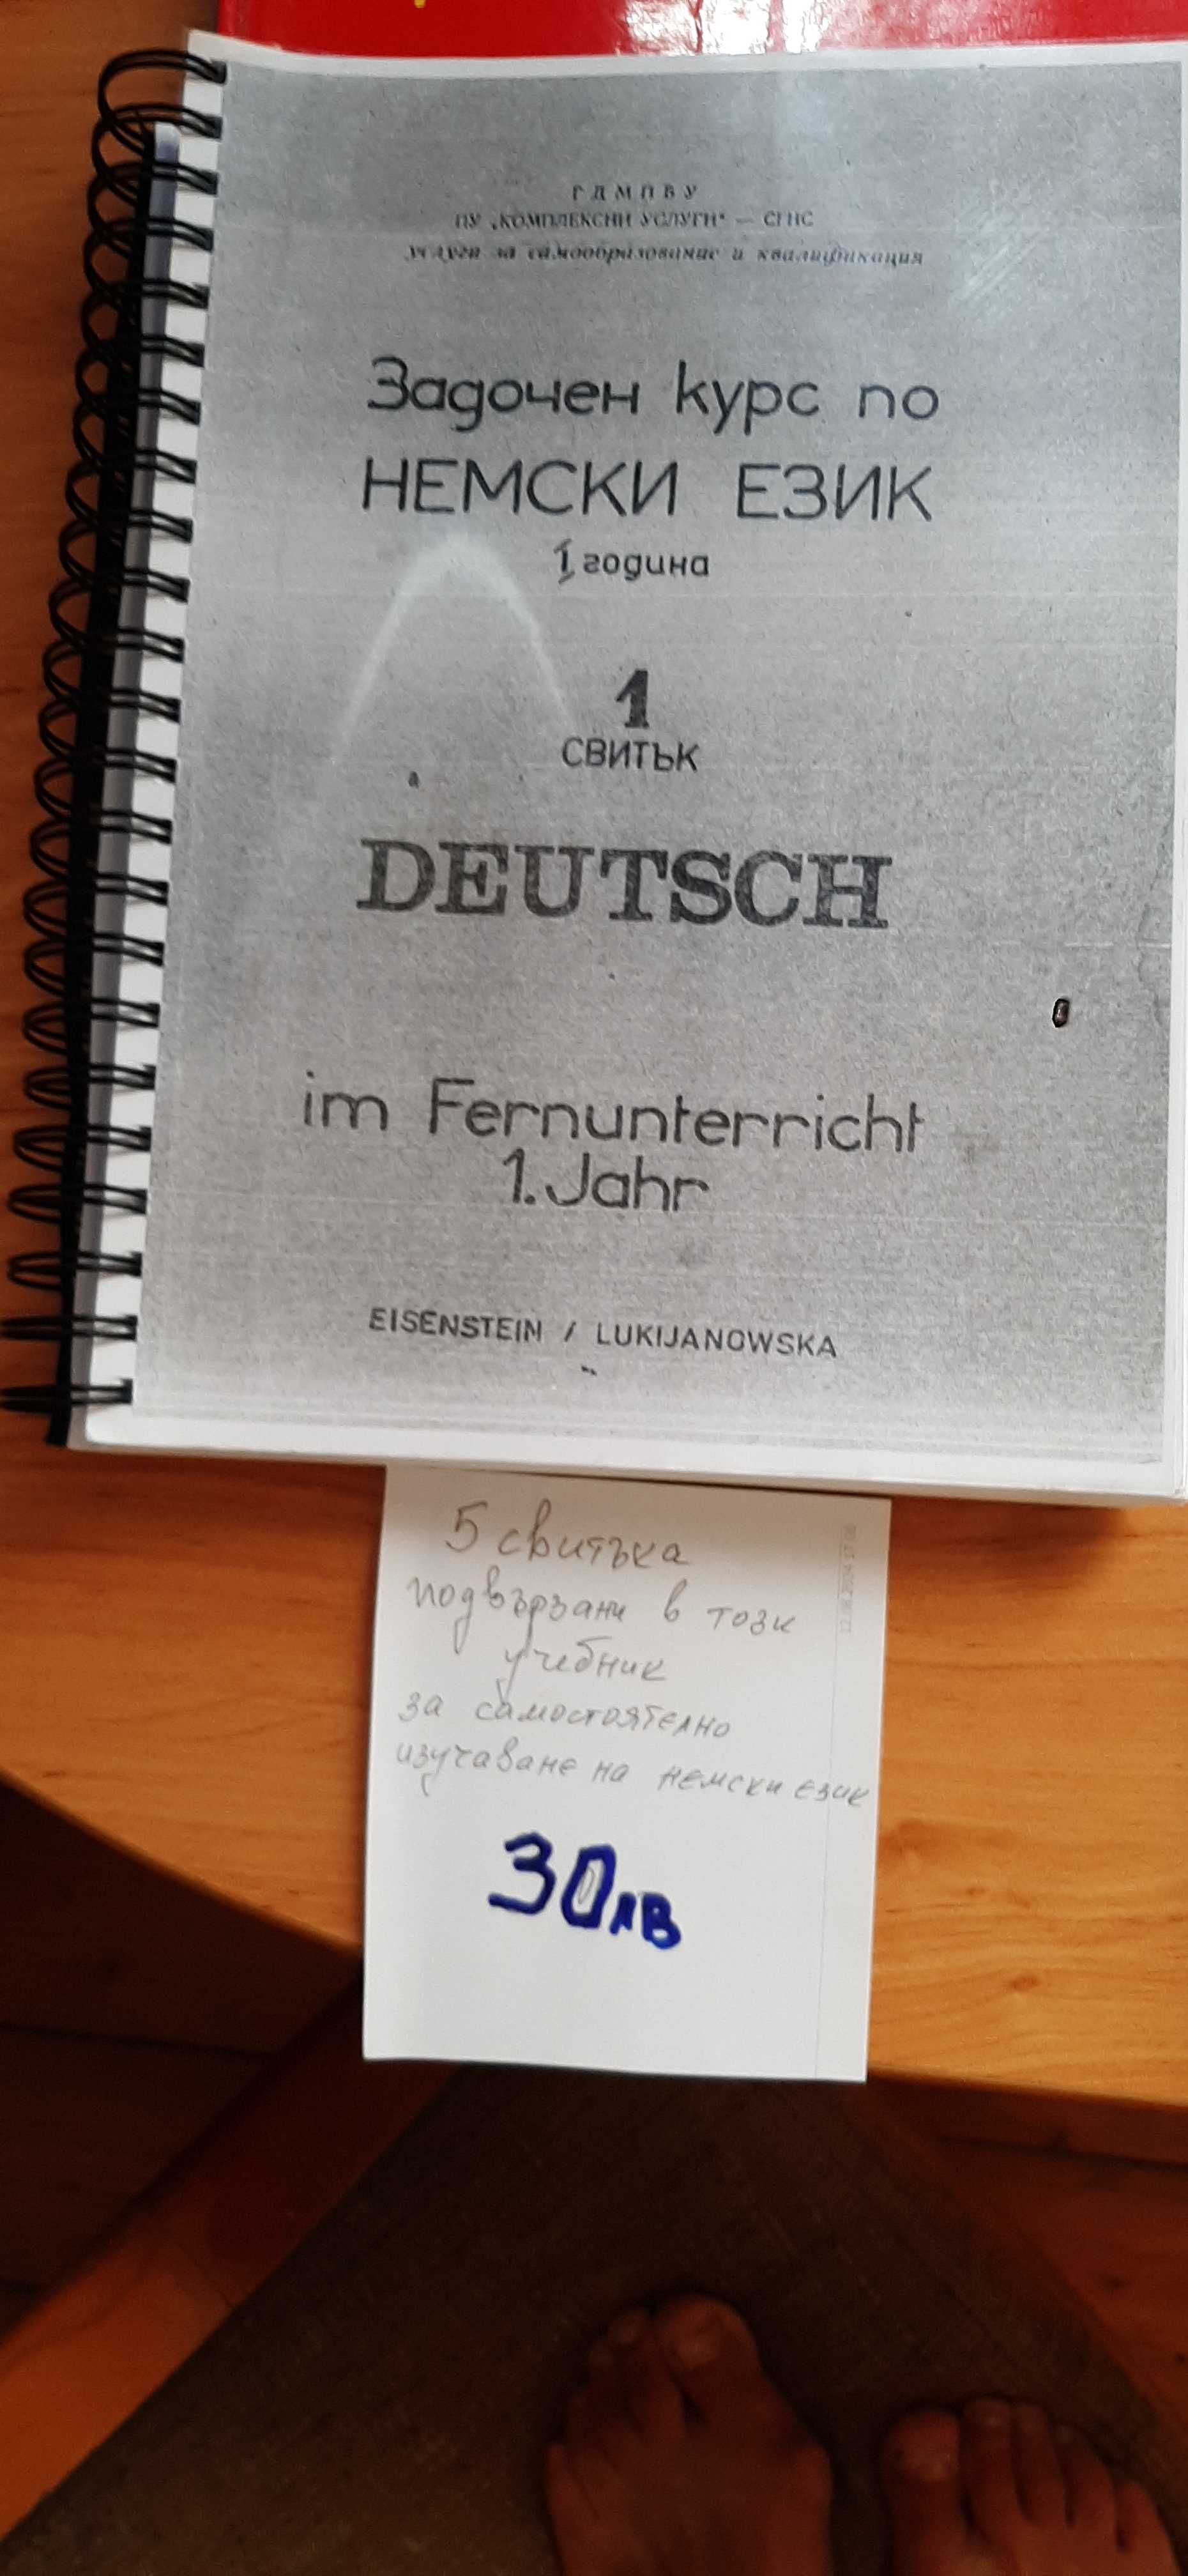 Г Д М П В У
ПУ „КОМПЛЕКСНИ УСЛУГИ“ — СГНС
услуги за самообразование и квалификация
Задочен курс по
НЕМСКИ ЕЗИК
1 година
1
СВИТЪК
DEUTSCH
im Fernunterricht
1. Jahr
EISENSTEIN / LUKIJANOWSKA
5 свитъка
подвързани в този
учебник
за самостоятелно
изучаване на немски език
30лв